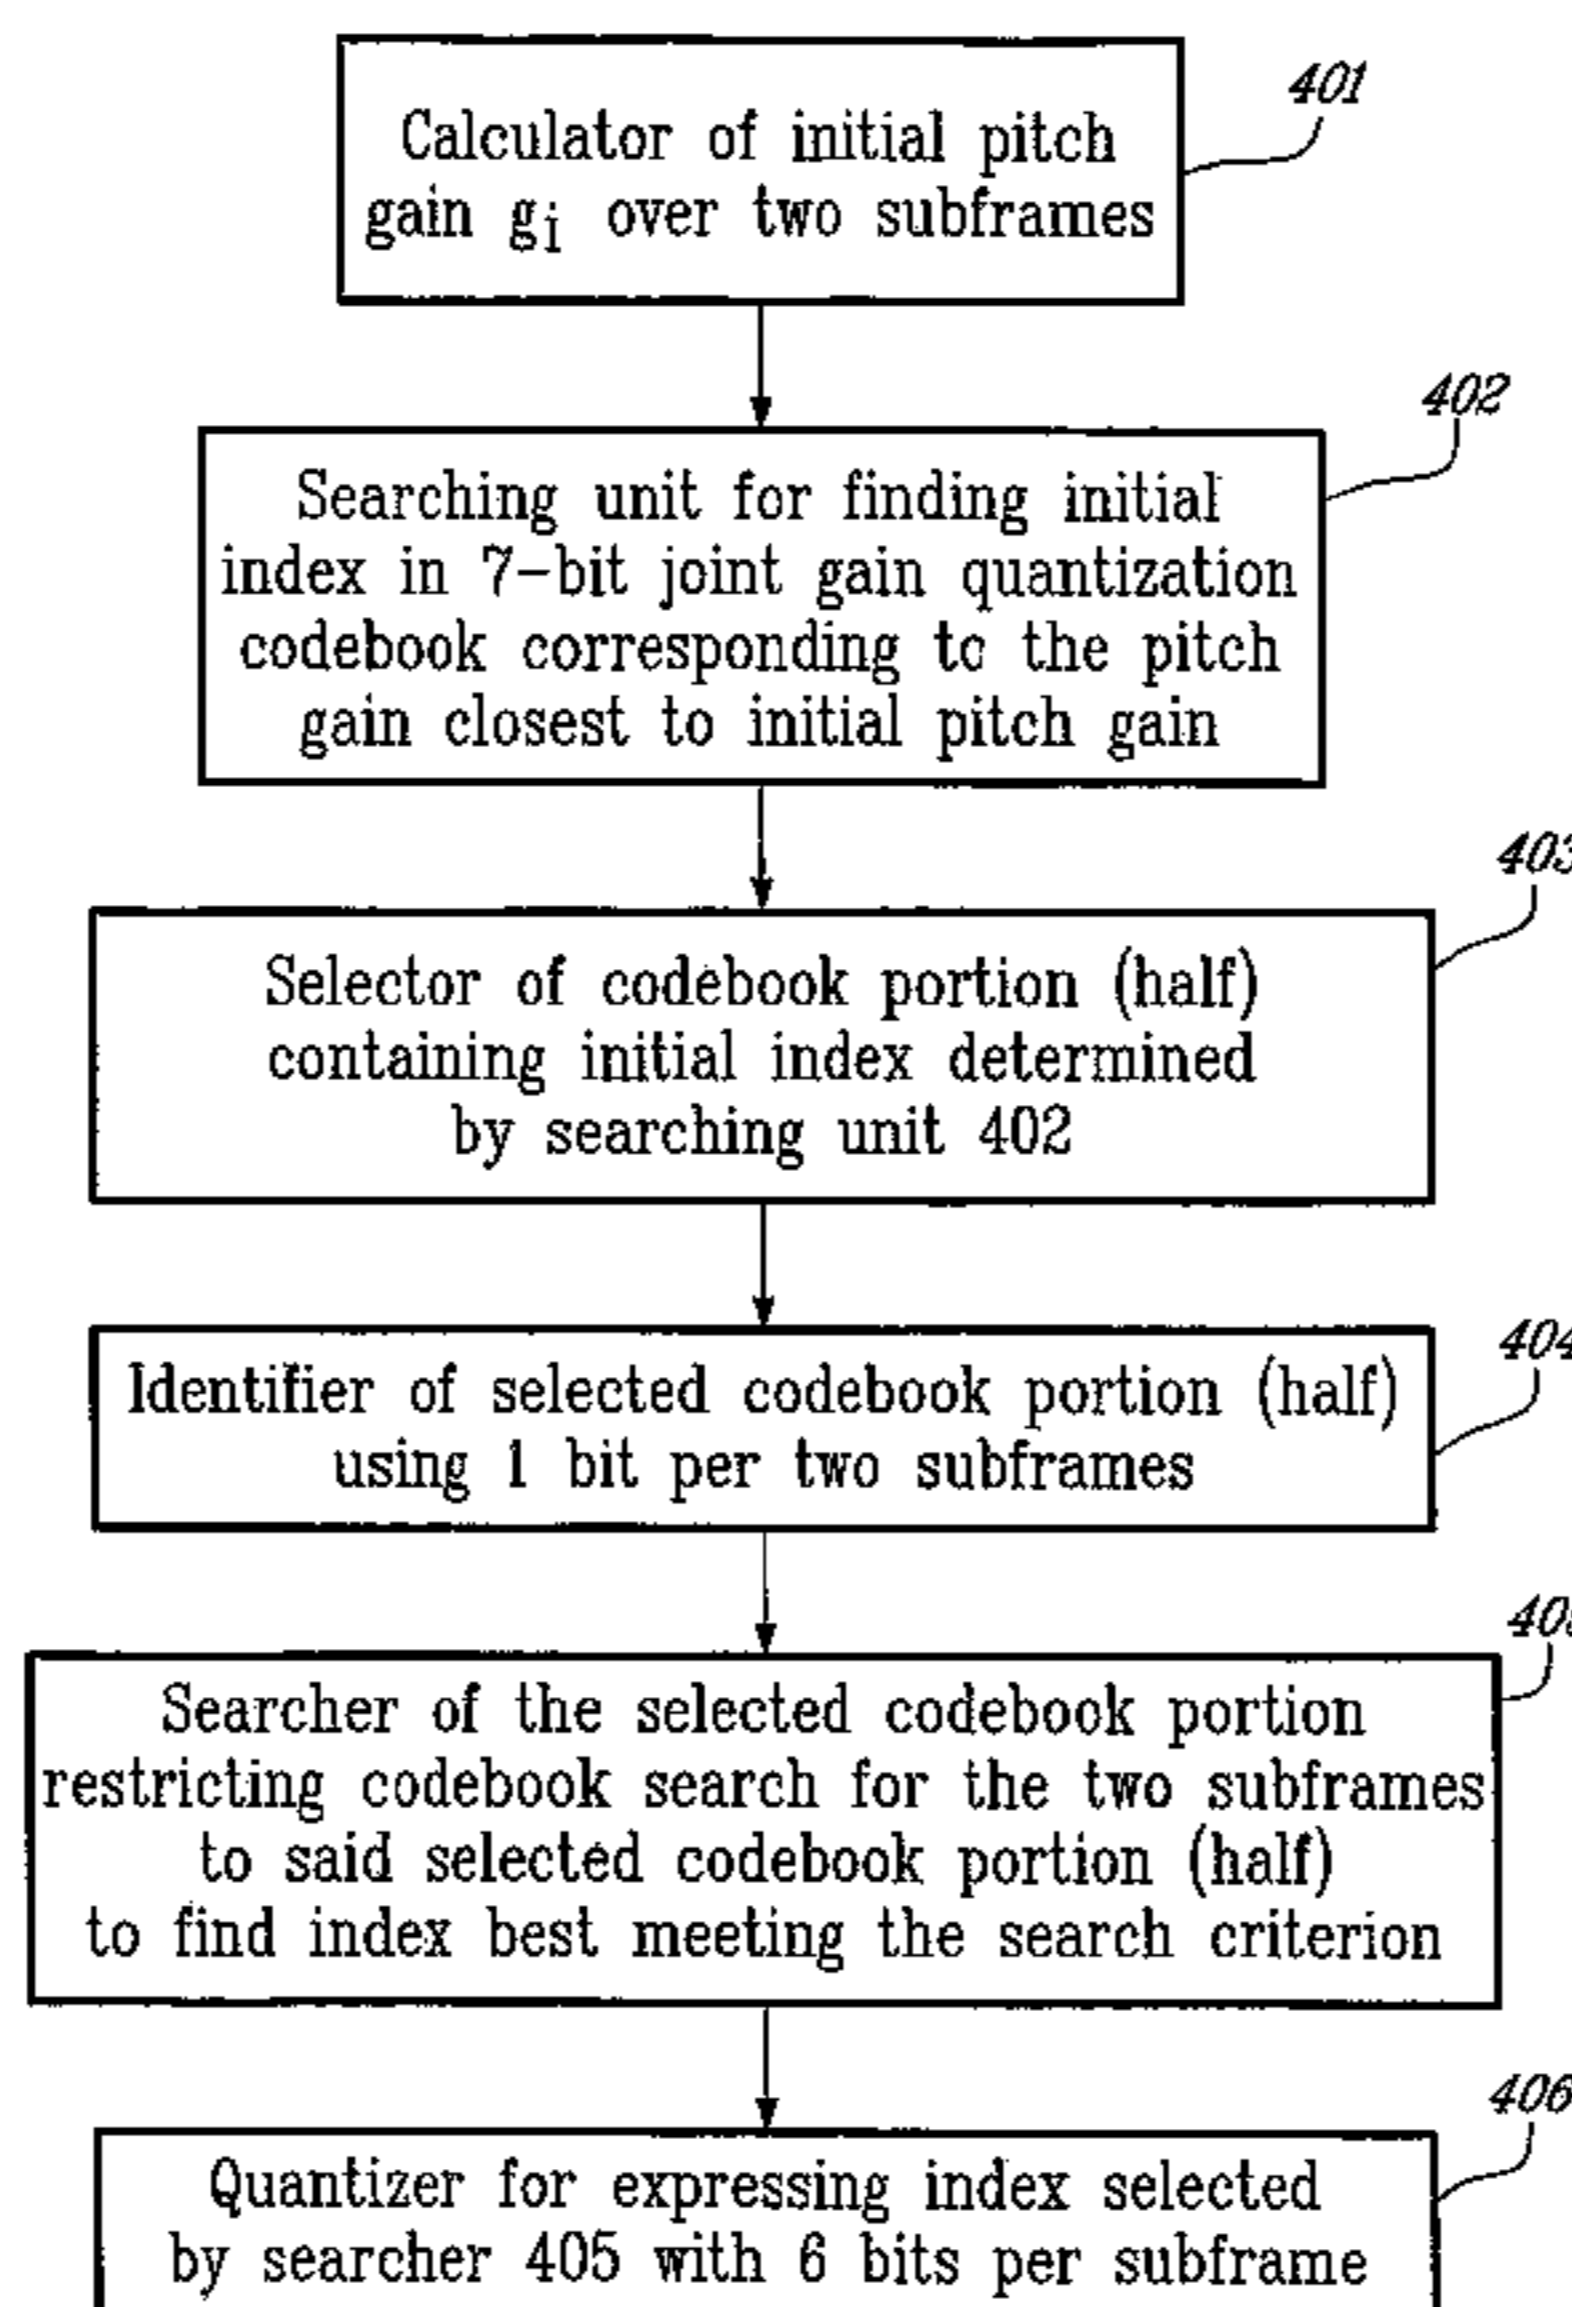 401
Calculator of initial pitch
gain gi over two subframes
402
Searching unit for finding initial
index in 7-bit joint gain quantization
codebook corresponding to the pitch
gain closest to initial pitch gain
403
Selector of codebook portion (half)
containing initial index determined
by searching unit 402
404
Identifier of selected codebook portion (half)
using 1 bit per two subframes
Searcher of the selected codebook portion
restricting codebook search for the two subframes
to said selected codebook portion (half)
to find index best meeting the search criterion
406
Quantizer for expressing index selected
by searcher 405 with 6 bits per subframe